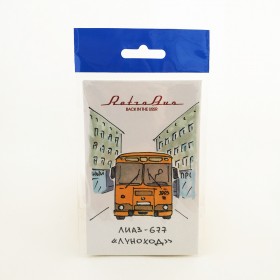 RetroBus
BACK IN THE USSR
ЛИАЗ-677
«ЛУНОХОД»